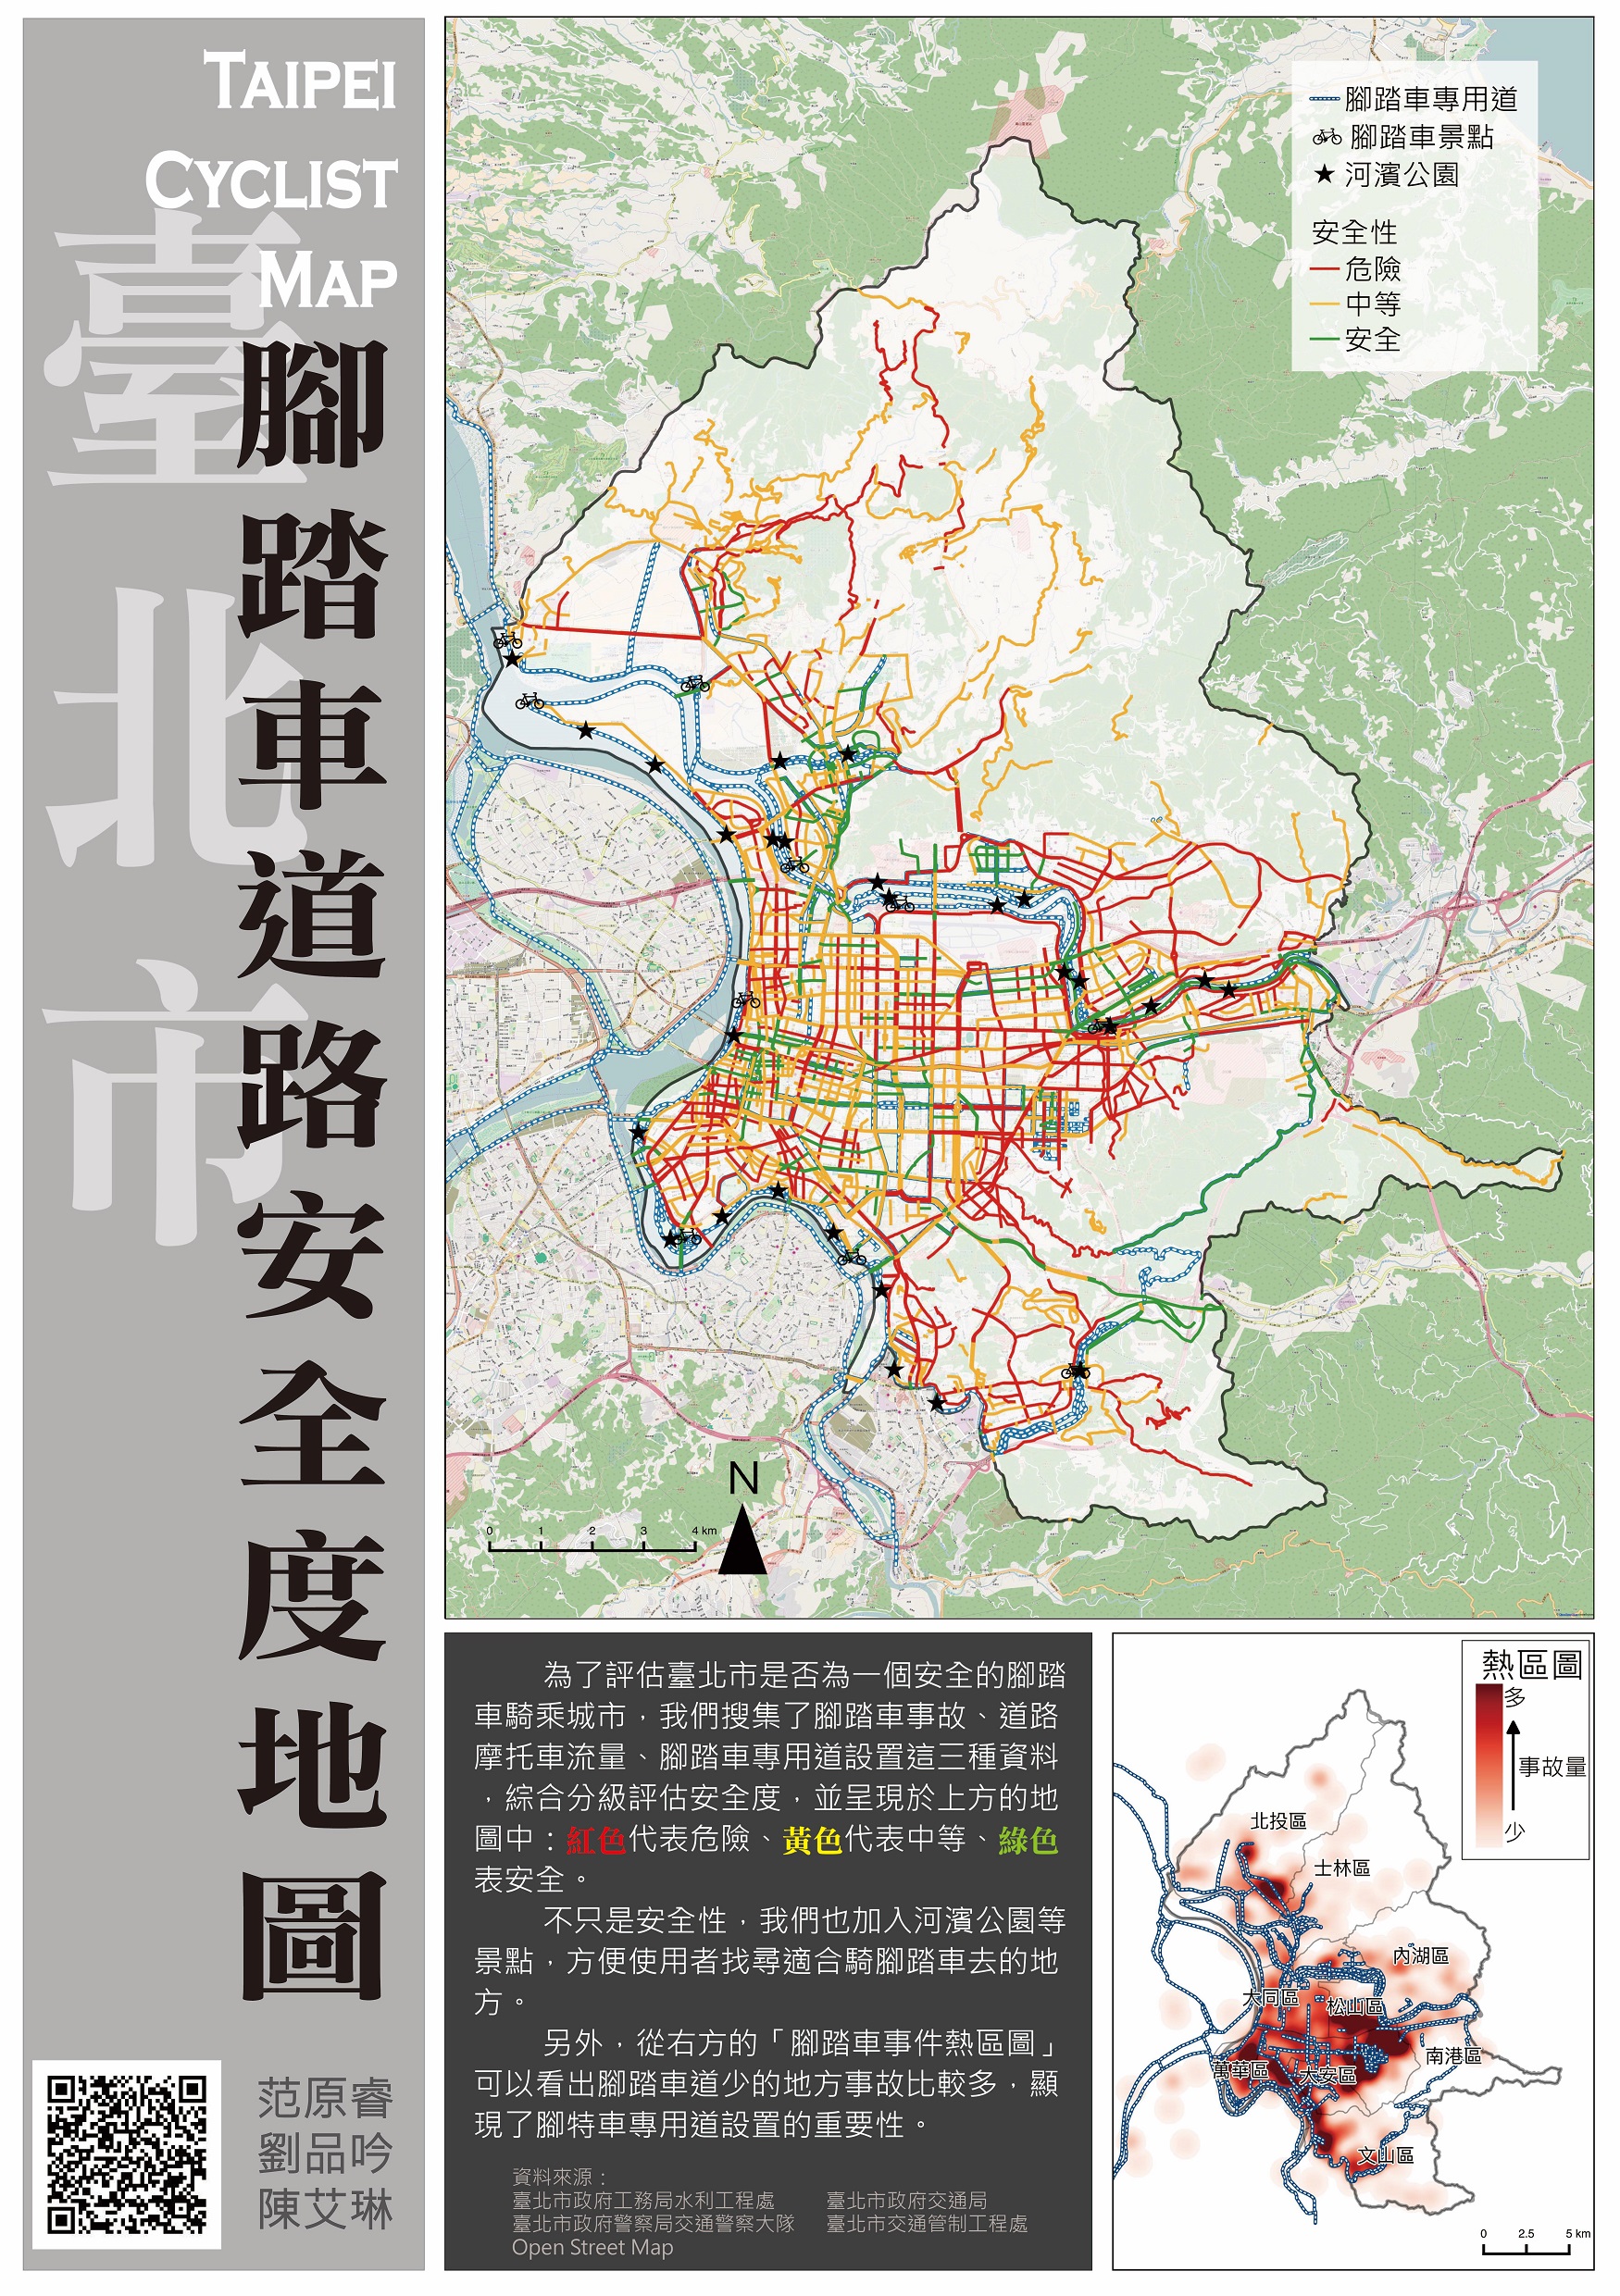 TAIPEI
CYCLIST
MAP
臺北市
腳踏車道路安全度地圖
范原睿
劉品吟
陳艾琳
腳踏車專用道
腳踏車景點
河濱公園
安全性
危險
中等
安全
N
0 1 2 3 4 km
為了評估臺北市是否為一個安全的腳踏
車騎乘城市，我們搜集了腳踏車事故、道路
摩托車流量、腳踏車專用道設置這三種資料
，綜合分級評估安全度，並呈現於上方的地
圖中：紅色代表危險、黃色代表中等、綠色
表安全。
不只是安全性，我們也加入河濱公園等
景點，方便使用者找尋適合騎腳踏車去的地
方。
另外，從右方的「腳踏車事件熱區圖」
可以看出腳踏車道少的地方事故比較多，顯
現了腳特車專用道設置的重要性。
資料來源：
臺北市政府工務局水利工程處 臺北市政府交通局
臺北市政府警察局交通警察大隊 臺北市交通管制工程處
Open Street Map
熱區圖
多
事故量
少
北投區
士林區
內湖區
大同區
松山區
南港區
萬華區
大安區
文山區
0 2.5 5 km